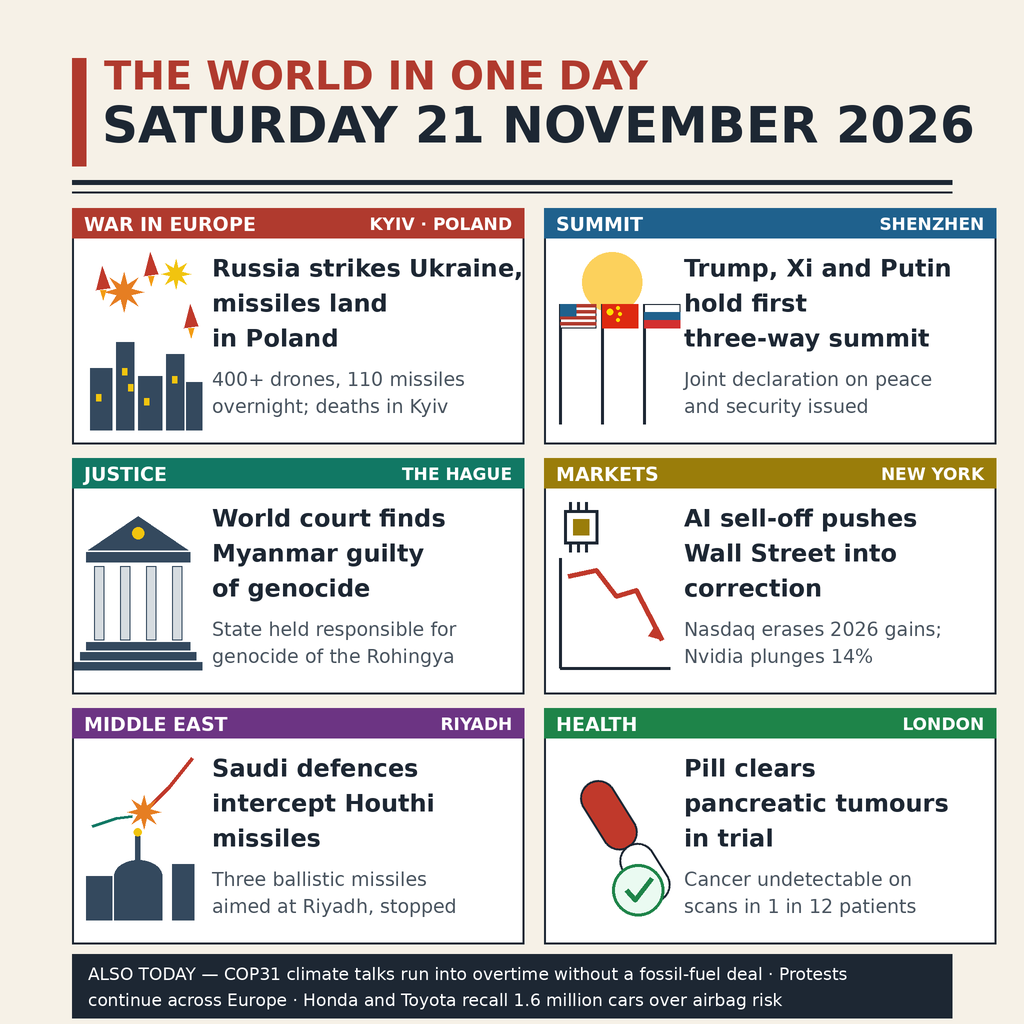 THE WORLD IN ONE DAY
SATURDAY 21 NOVEMBER 2026
WAR IN EUROPE
KYIV · POLAND
Russia strikes Ukraine,
missiles land
in Poland
400+ drones, 110 missiles
overnight; deaths in Kyiv
SUMMIT
SHENZHEN
Trump, Xi and Putin
hold first
three-way summit
Joint declaration on peace
and security issued
JUSTICE
THE HAGUE
World court finds
Myanmar guilty
of genocide
State held responsible for
genocide of the Rohingya
MARKETS
NEW YORK
AI sell-off pushes
Wall Street into
correction
Nasdaq erases 2026 gains;
Nvidia plunges 14%
MIDDLE EAST
RIYADH
Saudi defences
intercept Houthi
missiles
Three ballistic missiles
aimed at Riyadh, stopped
HEALTH
LONDON
Pill clears
pancreatic tumours
in trial
Cancer undetectable on
scans in 1 in 12 patients
ALSO TODAY — COP31 climate talks run into overtime without a fossil-fuel deal · Protests
continue across Europe · Honda and Toyota recall 1.6 million cars over airbag risk